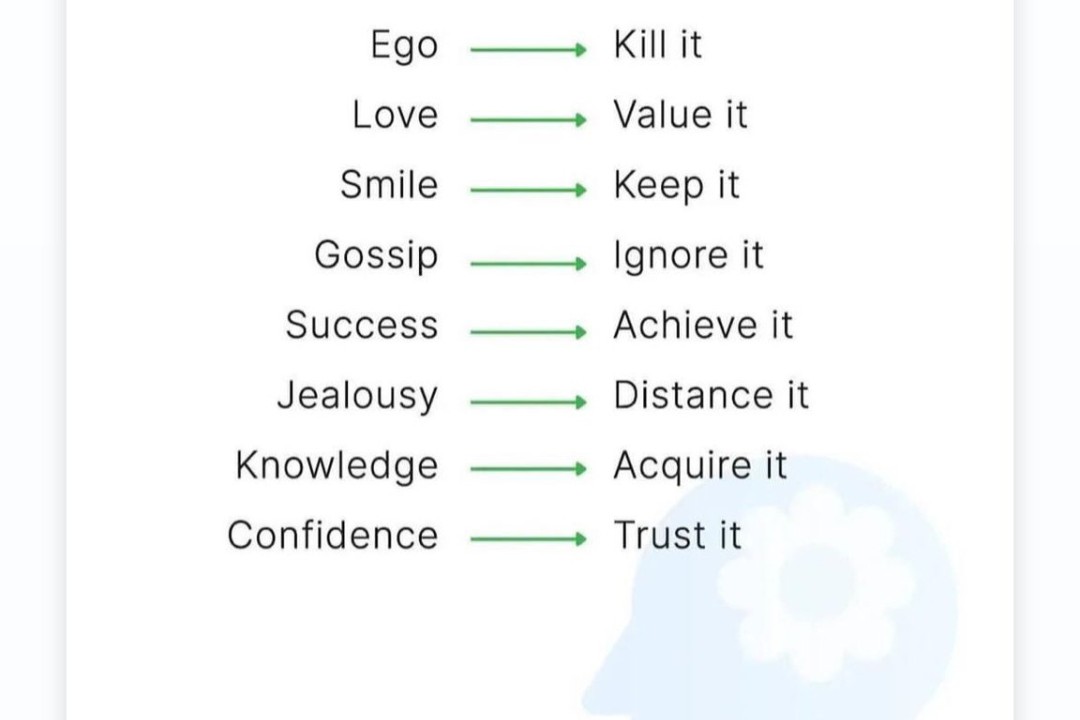 Ego → Kill it
Love → Value it
Smile → Keep it
Gossip → Ignore it
Success → Achieve it
Jealousy → Distance it
Knowledge → Acquire it
Confidence → Trust it